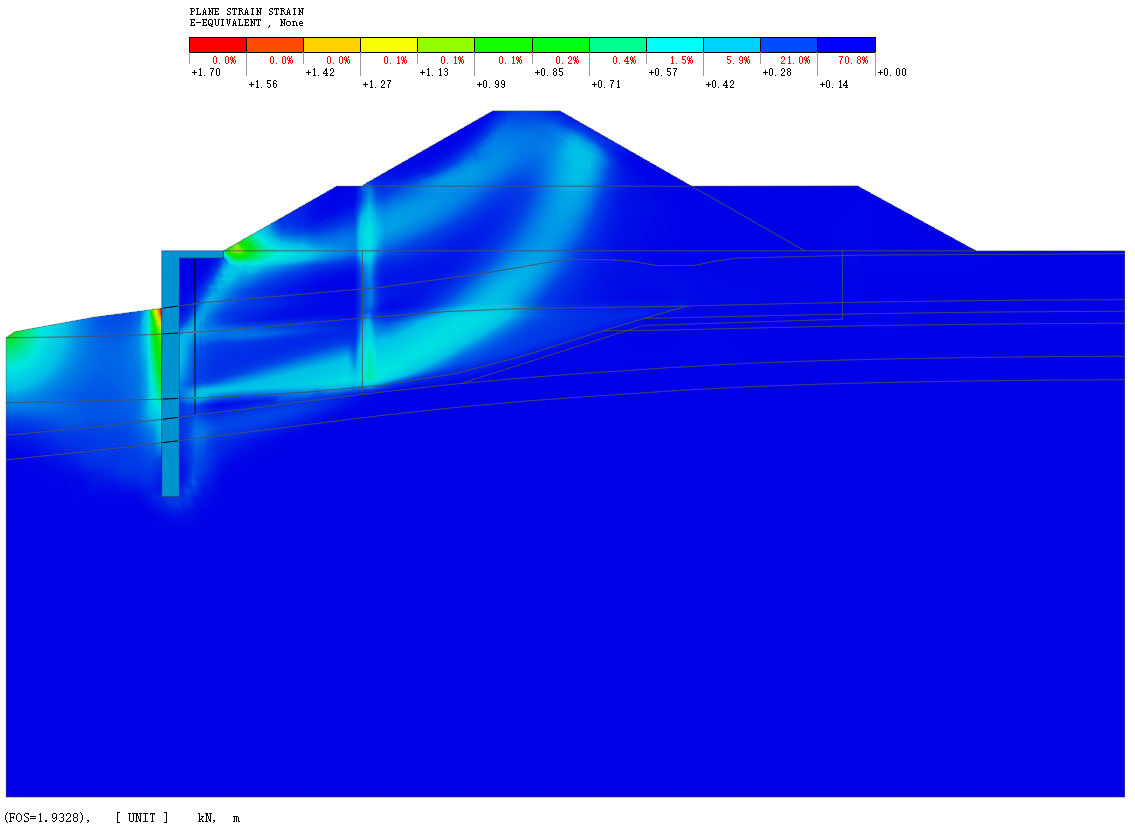 PLANE STRAIN STRAIN
E-EQUIVALENT , None
0.0% 0.0% 0.0% 0.1% 0.1% 0.1% 0.2% 0.4% 1.5% 5.9% 21.0% 70.8%
+1.70 +1.42 +1.13 +0.85 +0.57 +0.28 +0.00
+1.56 +1.27 +0.99 +0.71 +0.42 +0.14
(FOS=1.9328), [ UNIT ] kN, m